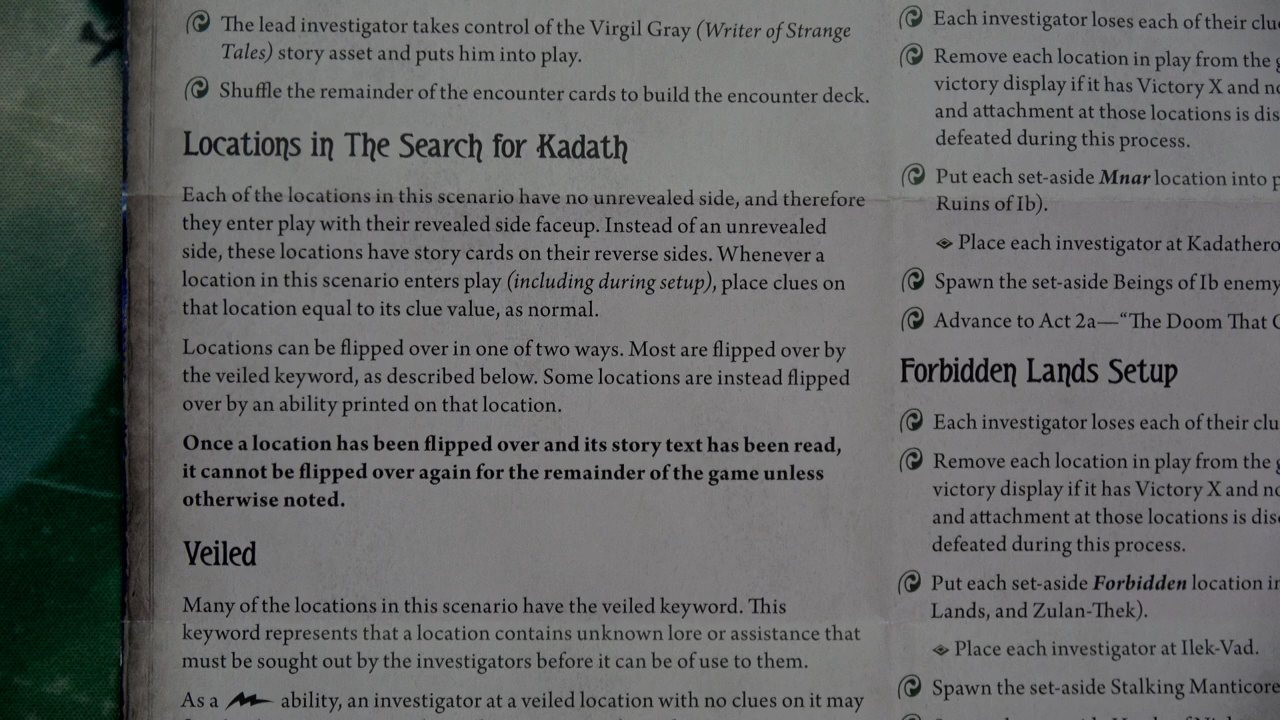 The lead investigator takes control of the Virgil Gray (Writer of Strange
Tales) story asset and puts him into play.
Shuffle the remainder of the encounter cards to build the encounter deck.
Locations in The Search for Kadath
Each of the locations in this scenario have no unrevealed side, and therefore
they enter play with their revealed side faceup. Instead of an unrevealed
side, these locations have story cards on their reverse sides. Whenever a
location in this scenario enters play (including during setup), place clues on
that location equal to its clue value, as normal.
Locations can be flipped over in one of two ways. Most are flipped over by
the veiled keyword, as described below. Some locations are instead flipped
over by an ability printed on that location.
Once a location has been flipped over and its story text has been read,
it cannot be flipped over again for the remainder of the game unless
otherwise noted.
Veiled
Many of the locations in this scenario have the veiled keyword. This
keyword represents that a location contains unknown lore or assistance that
must be sought out by the investigators before it can be of use to them.
As a ability, an investigator at a veiled location with no clues on it may
Each investigator loses each of their clu
Remove each location in play from the g
victory display if it has Victory X and no
and attachment at those locations is dis
defeated during this process.
Put each set-aside Mnar location into p
Ruins of Ib).
Place each investigator at Kadathero
Spawn the set-aside Beings of Ib enemy
Advance to Act 2a—“The Doom That C
Forbidden Lands Setup
Each investigator loses each of their clu
Remove each location in play from the g
victory display if it has Victory X and no
and attachment at those locations is disc
defeated during this process.
Put each set-aside Forbidden location in
Lands, and Zulan-Thek).
Place each investigator at Ilek-Vad.
Spawn the set-aside Stalking Manticore